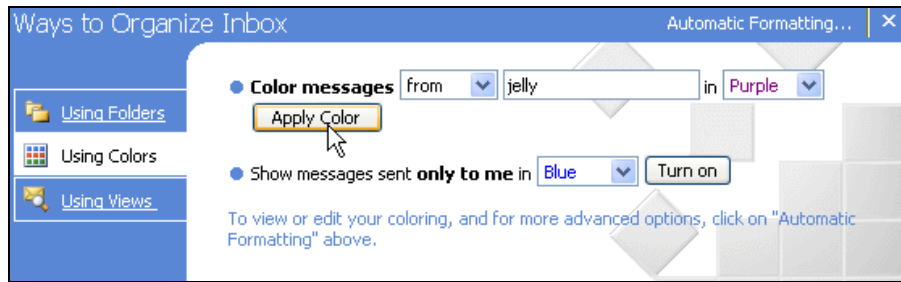 Ways to Organize Inbox
Automatic Formatting...
Using Folders
Using Colors
Using Views
Color messages from jelly in Purple
Apply Color
Show messages sent only to me in Blue Turn on
To view or edit your coloring, and for more advanced options, click on "Automatic
Formatting" above.